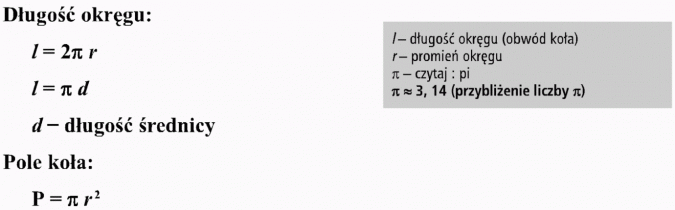 Długość okręgu:
l = 2π r
l = π d
d – długość średnicy
Pole koła:
P = π r²
l – długość okręgu (obwód koła)
r – promień okręgu
π – czytaj : pi
π ≈ 3, 14 (przybliżenie liczby π)